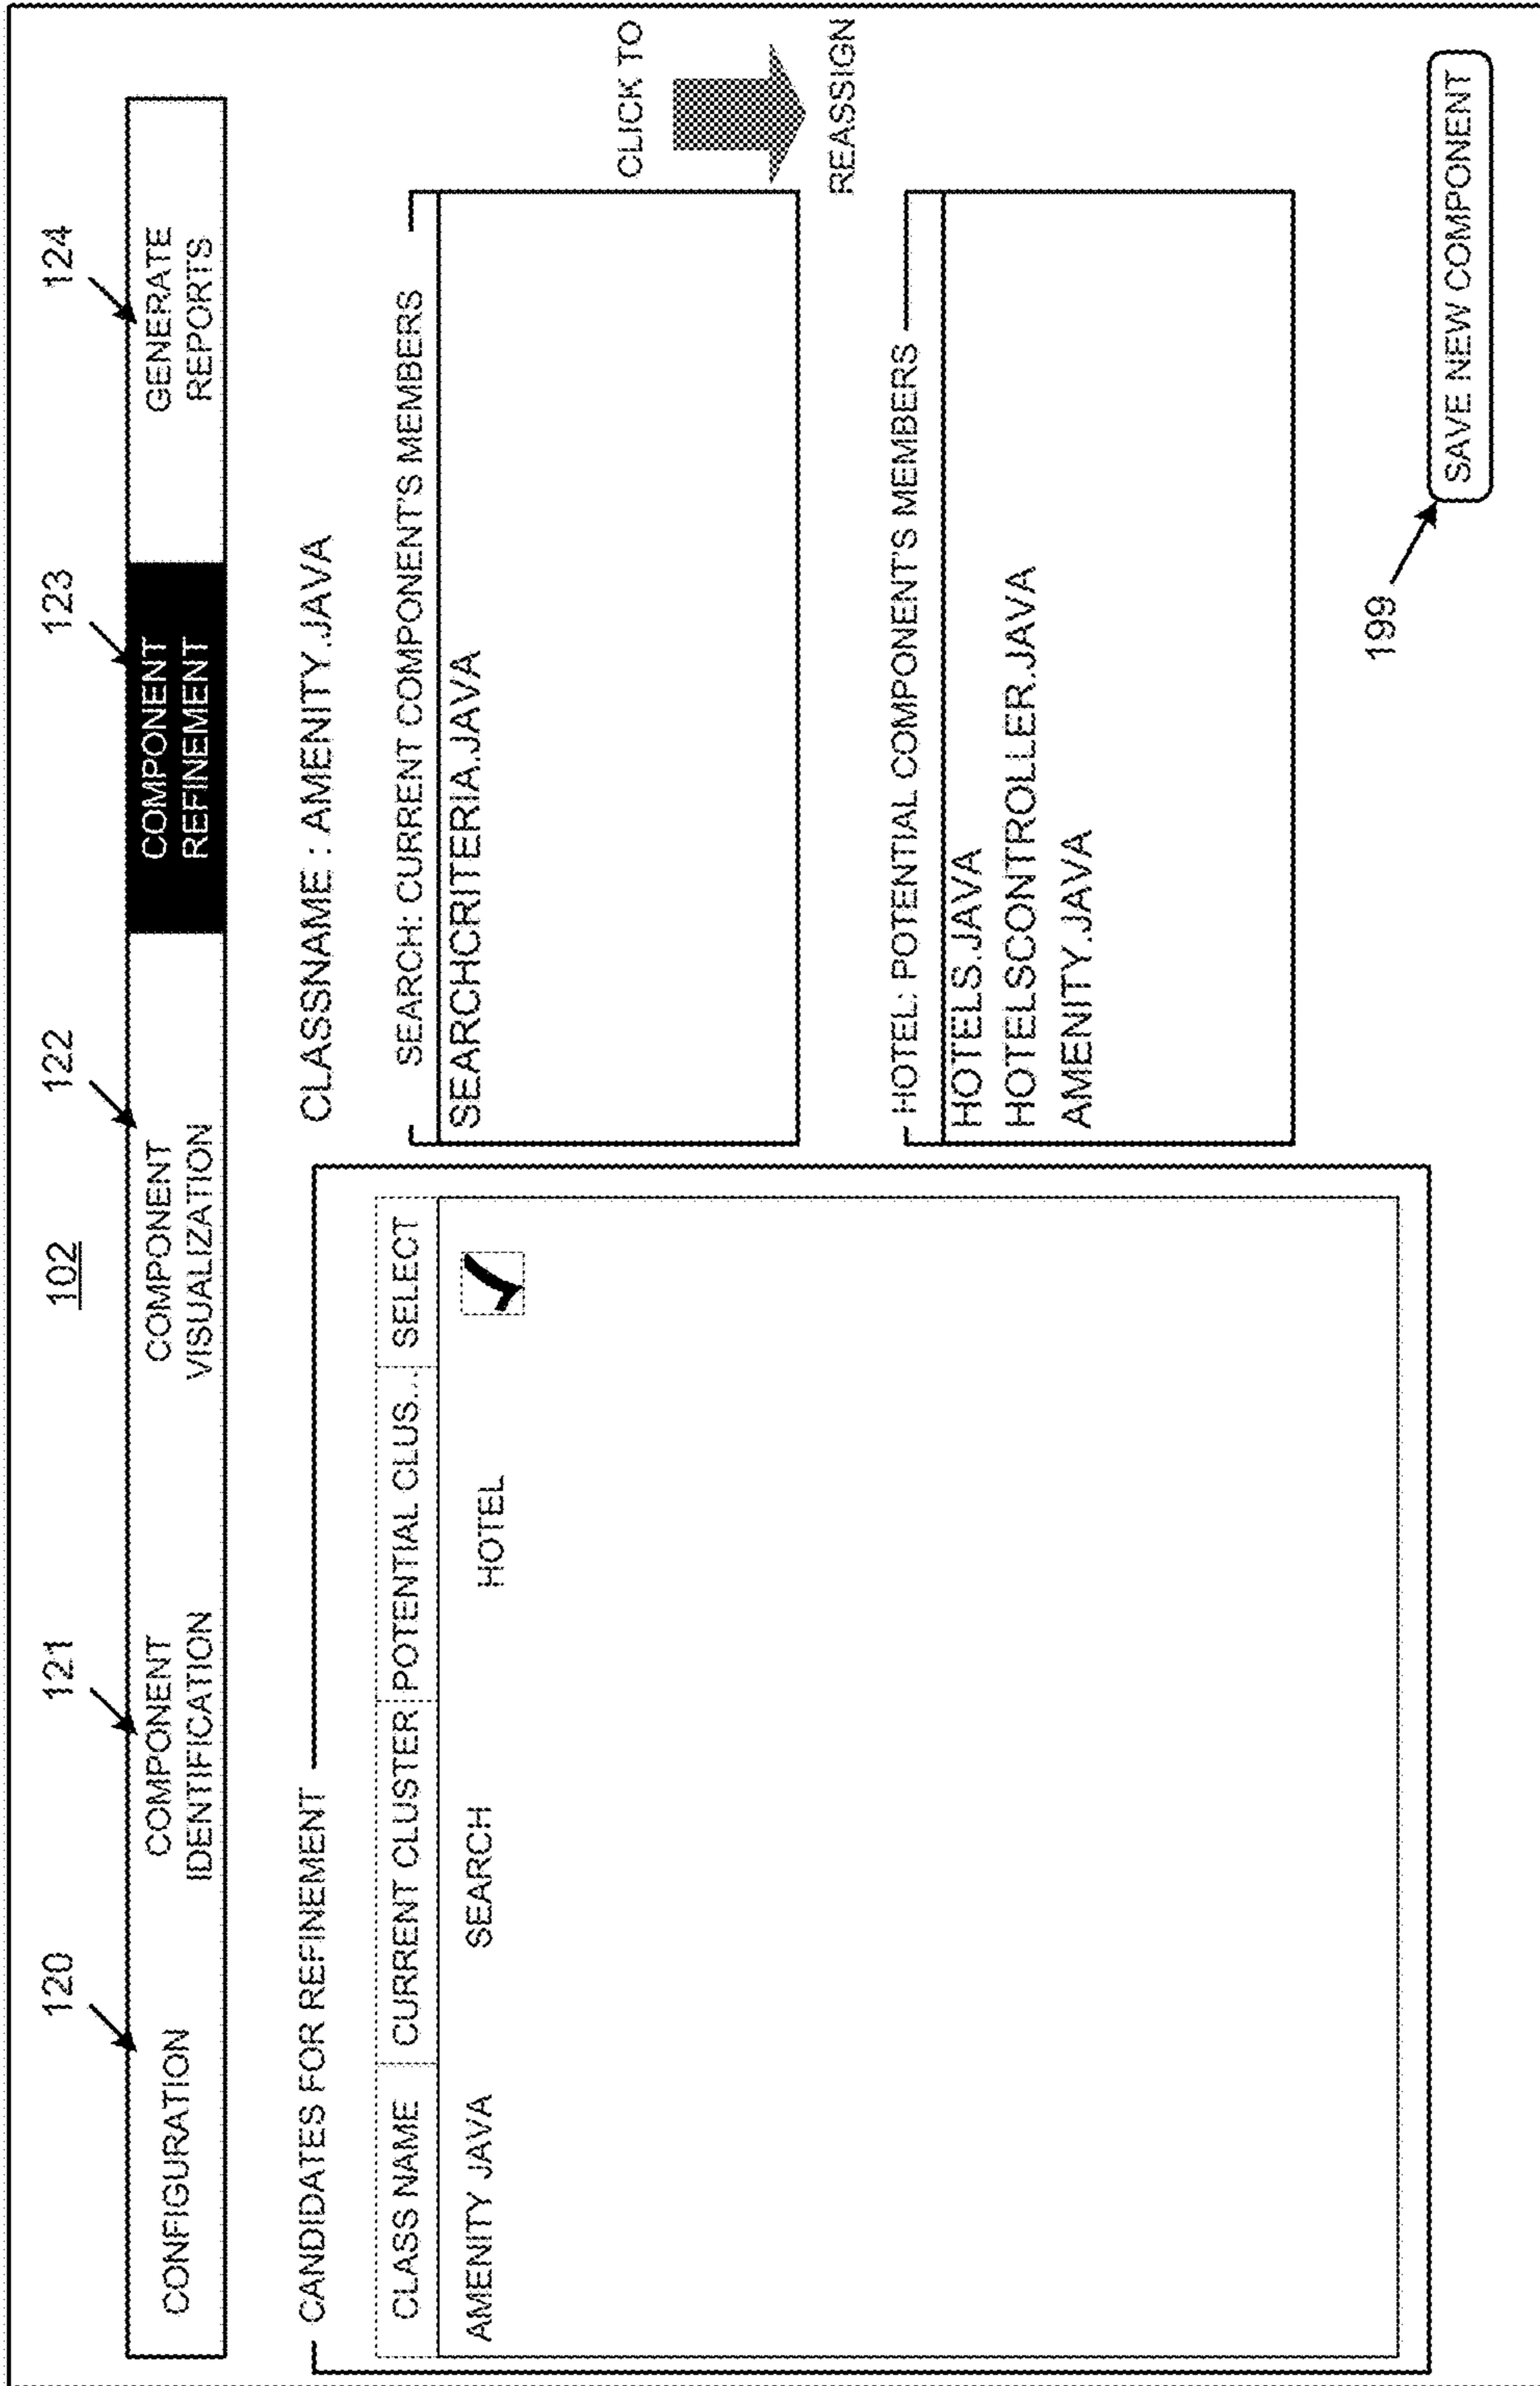 102
120
121
122
123
124
CONFIGURATION
COMPONENT
IDENTIFICATION
COMPONENT
VISUALIZATION
COMPONENT
REFINEMENT
GENERATE
REPORTS
CANDIDATES FOR REFINEMENT
CLASS NAME CURRENT CLUSTER POTENTIAL CLUS... SELECT
AMENITY JAVA SEARCH HOTEL
CLASSNAME : AMENITY.JAVA
SEARCH: CURRENT COMPONENT'S MEMBERS
SEARCHCRITERIA.JAVA
CLICK TO
REASSIGN
HOTEL: POTENTIAL COMPONENT'S MEMBERS
HOTELS.JAVA
HOTELSCONTROLLER.JAVA
AMENITY.JAVA
199
SAVE NEW COMPONENT